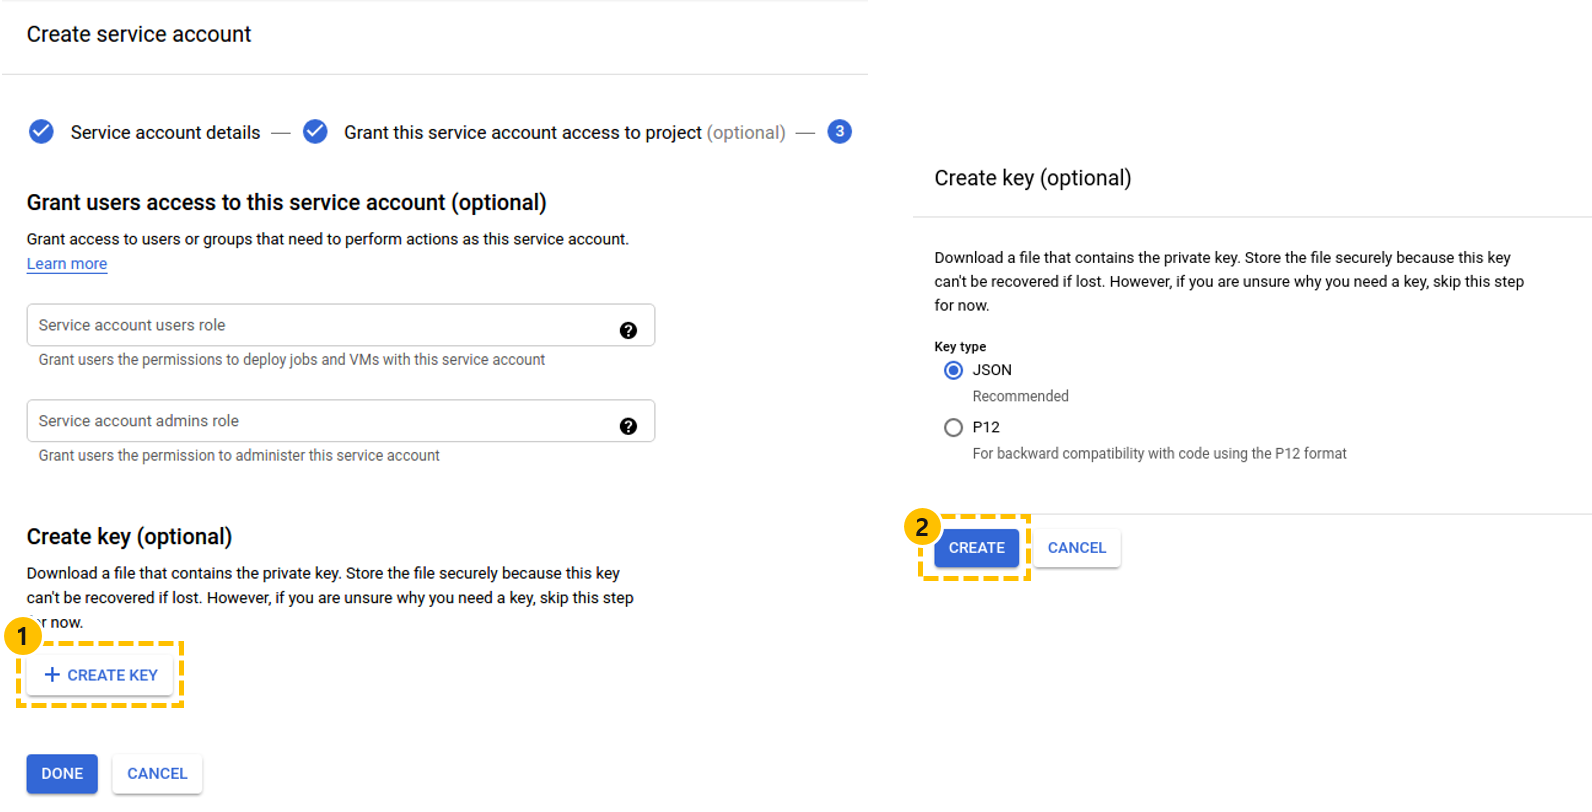 Create service account
Service account details — Grant this service account access to project (optional) — 3
Grant users access to this service account (optional)
Grant access to users or groups that need to perform actions as this service account.
Learn more
Service account users role ?
Grant users the permissions to deploy jobs and VMs with this service account
Service account admins role ?
Grant users the permission to administer this service account
Create key (optional)
Download a file that contains the private key. Store the file securely because this key
can't be recovered if lost. However, if you are unsure why you need a key, skip this step
r now.
1
+ CREATE KEY
DONE CANCEL
Create key (optional)
Download a file that contains the private key. Store the file securely because this key
can't be recovered if lost. However, if you are unsure why you need a key, skip this step
for now.
Key type
JSON
Recommended
P12
For backward compatibility with code using the P12 format
2
CREATE CANCEL